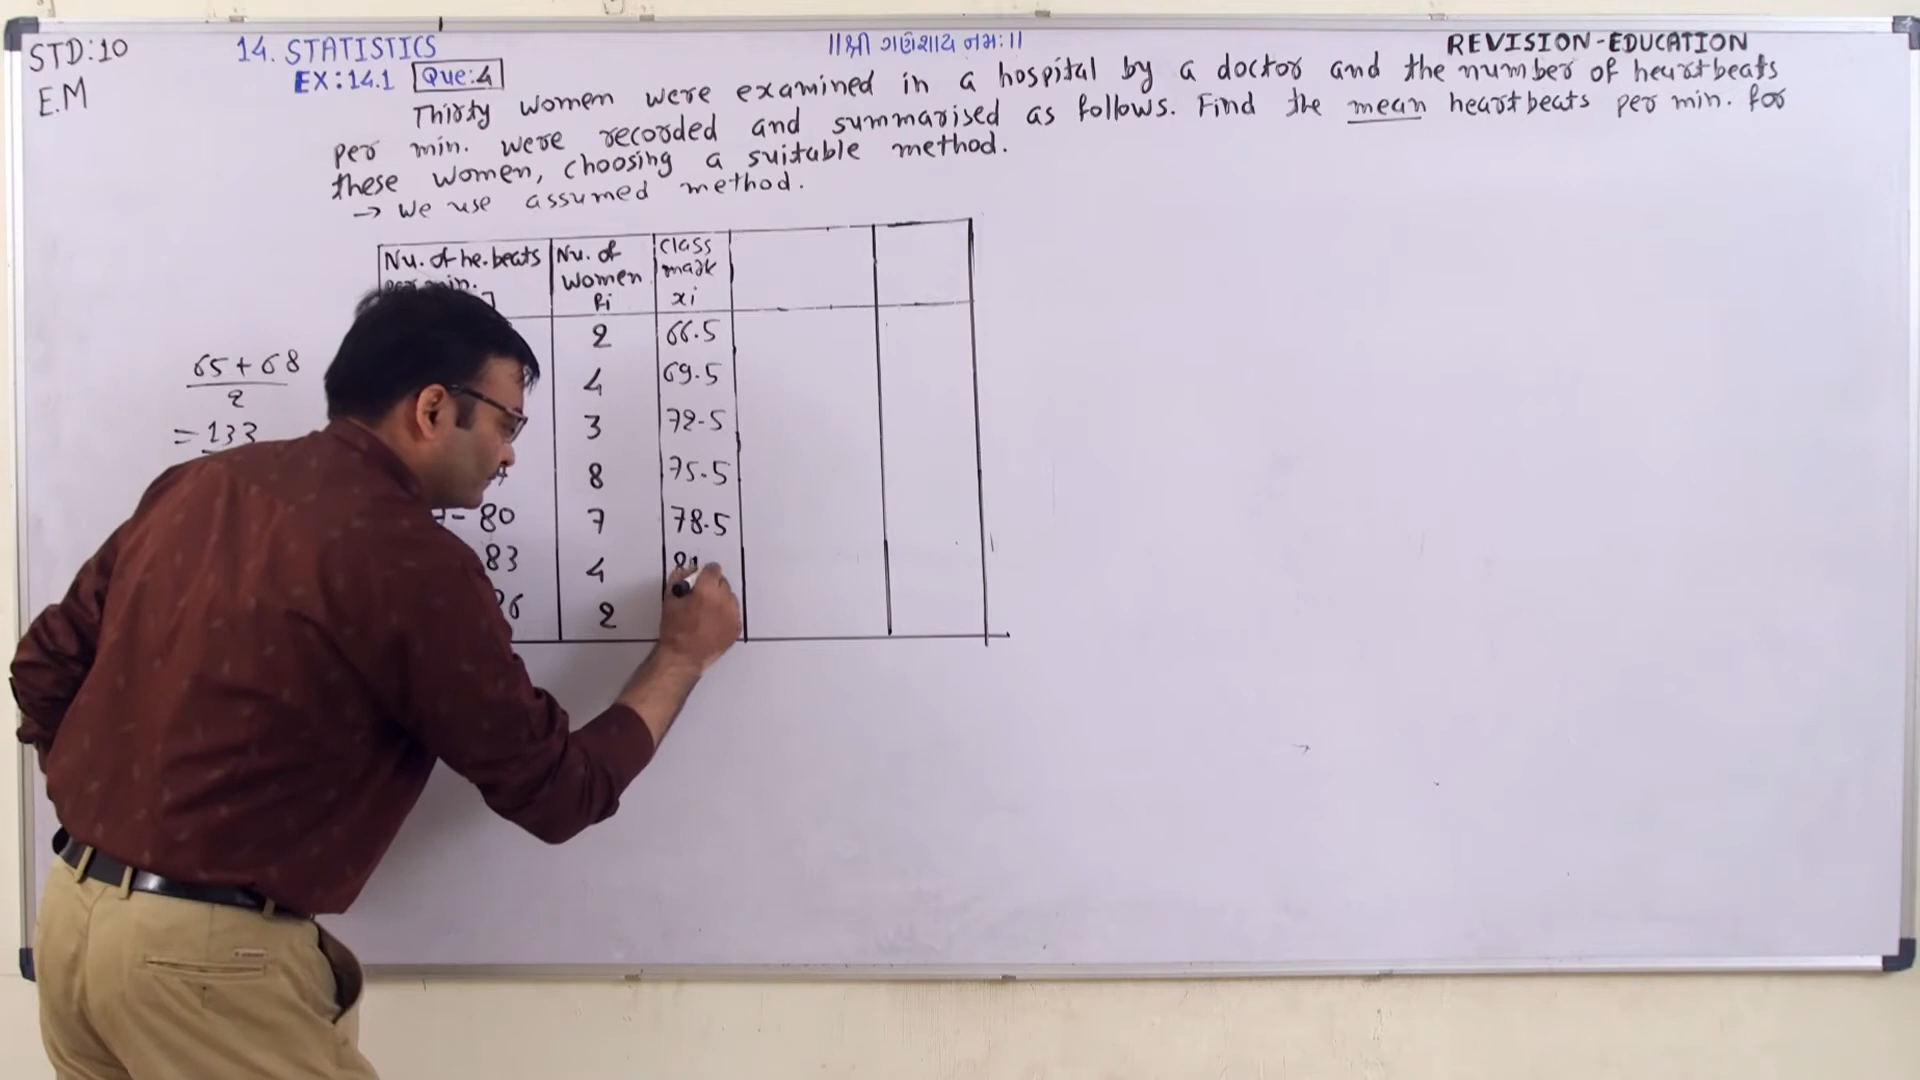 STD:10
E.M
14. STATISTICS
EX:14.1 Que:4
॥श्री ગણેશાય નમઃ॥
REVISION-EDUCATION
Thirty women were examined in a hospital by a doctor and the number of heartbeats
per min. were recorded and summarised as follows. Find the mean heartbeats per min. for
these women, choosing a suitable method.
→ We use assumed method.
Nu. of he. beats
per min.
Nu. of
women
fi
class
mark
xi
2 66.5
4 69.5
3 72.5
8 75.5
80 7 78.5
83 4
2
65+68
2
= 133